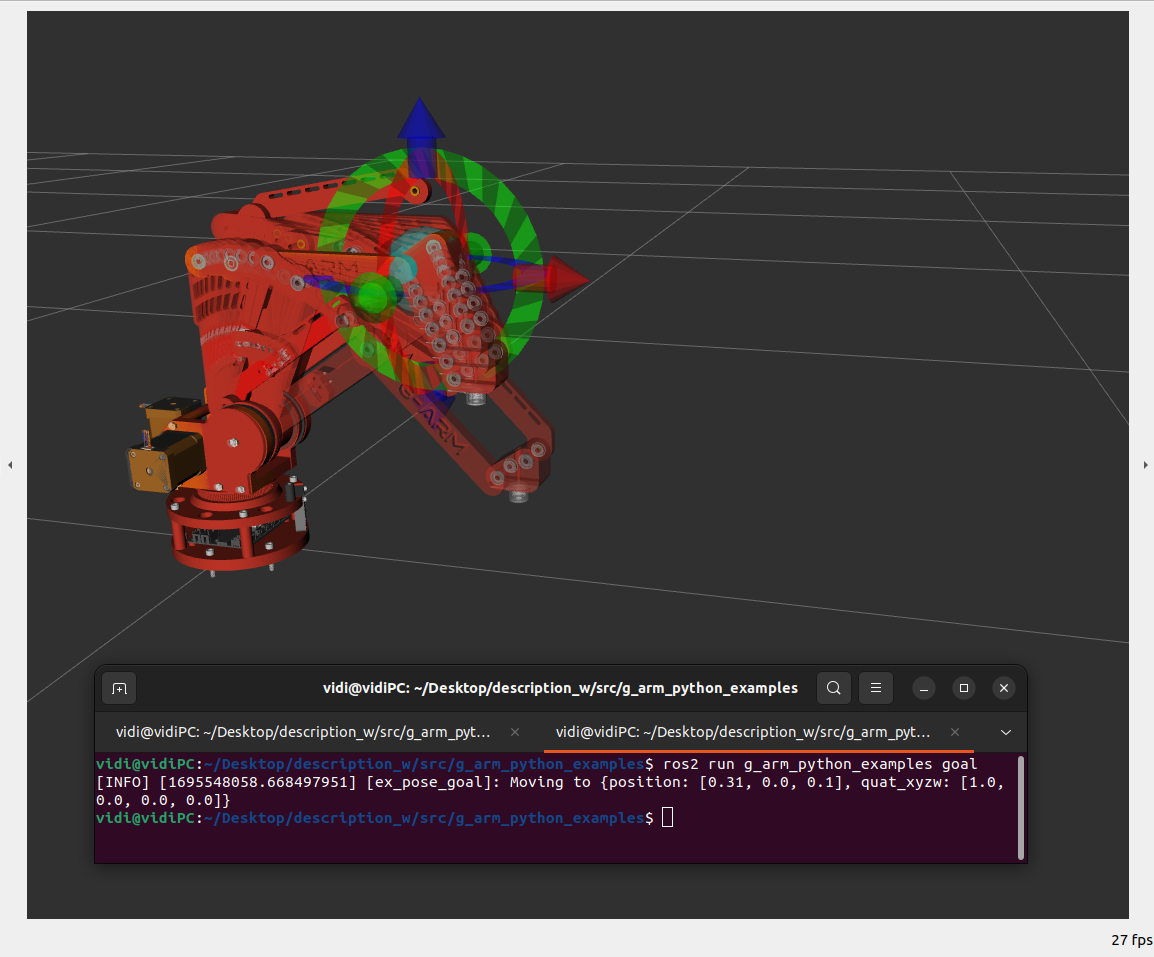 ARM
G-ARM
vidi@vidiPC: ~/Desktop/description_w/src/g_arm_python_examples
vidi@vidiPC: ~/Desktop/description_w/src/g_arm_pyt...
vidi@vidiPC: ~/Desktop/description_w/src/g_arm_pyt...
vidi@vidiPC:~/Desktop/description_w/src/g_arm_python_examples$ ros2 run g_arm_python_examples goal
[INFO] [1695548058.668497951] [ex_pose_goal]: Moving to {position: [0.31, 0.0, 0.1], quat_xyzw: [1.0,
0.0, 0.0, 0.0]}
vidi@vidiPC:~/Desktop/description_w/src/g_arm_python_examples$
27 fps